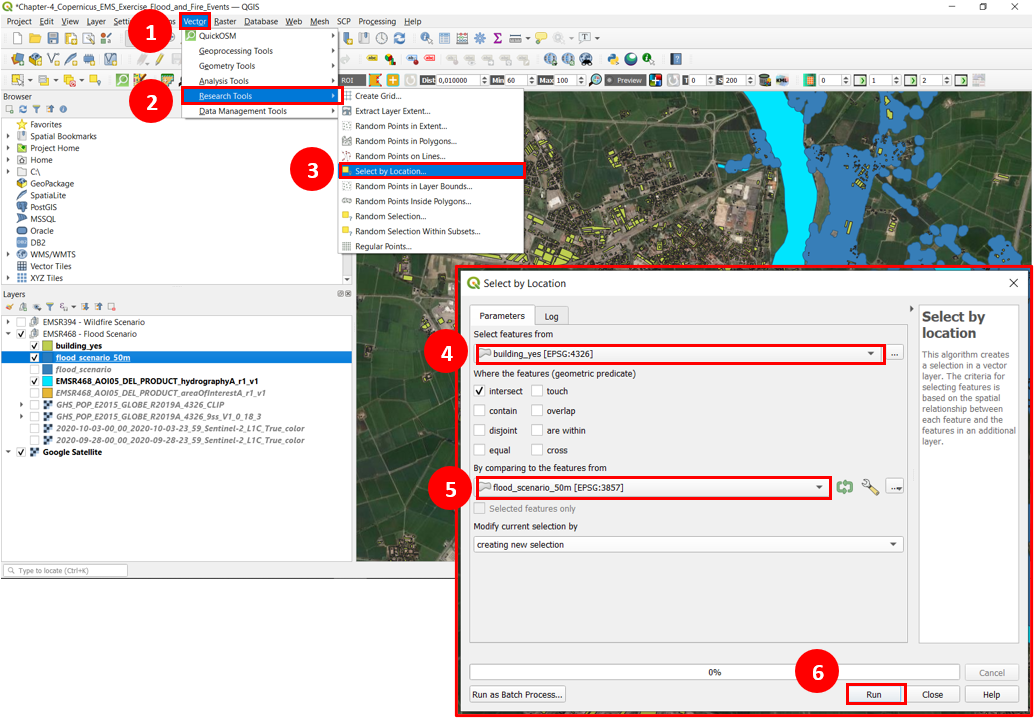 *Chapter-4_Copernicus_EMS_Exercise_Flood_and_Fire_Events — QGIS
Project Edit View Layer Vector Raster Database Web Mesh SCP Processing Help
1
QuickOSM
Geoprocessing Tools
Geometry Tools
Analysis Tools
Research Tools
Data Management Tools
2
ROI Dist 0,010000 Min 60 Max 100 Preview T 0 S 200 0 1 2
Create Grid...
Extract Layer Extent...
Random Points in Extent...
Random Points in Polygons...
Random Points on Lines...
Select by Location...
Random Points in Layer Bounds...
Random Points Inside Polygons...
Random Selection...
Random Selection Within Subsets...
Regular Points...
3
Browser
Favorites
Spatial Bookmarks
Project Home
Home
C:\
GeoPackage
SpatiaLite
PostGIS
MSSQL
Oracle
DB2
WMS/WMTS
Vector Tiles
XYZ Tiles
Layers
EMSR394 - Wildfire Scenario
EMSR468 - Flood Scenario
building_yes
flood_scenario_50m
flood_scenario
EMSR468_AOI05_DEL_PRODUCT_hydrographyA_r1_v1
EMSR468_AOI05_DEL_PRODUCT_areaOfInterestA_r1_v1
GHS_POP_E2015_GLOBE_R2019A_4326_CLIP
GHS_POP_E2015_GLOBE_R2019A_4326_9ss_V1_0_18_3
2020-10-03-00_00_2020-10-03-23_59_Sentinel-2_L1C_True_color
2020-09-28-00_00_2020-09-28-23_59_Sentinel-2_L1C_True_color
Google Satellite
Type to locate (Ctrl+K)
Select by Location
Parameters Log
Select features from
4
building_yes [EPSG:4326]
...
Where the features (geometric predicate)
intersect touch
contain overlap
disjoint are within
equal cross
By comparing to the features from
5
flood_scenario_50m [EPSG:3857]
...
Selected features only
Modify current selection by
creating new selection
Select by
location
This algorithm creates
a selection in a vector
layer. The criteria for
selecting features is
based on the spatial
relationship between
each feature and the
features in an additional
layer.
0%
Cancel
6
Run as Batch Process...
Run
Close
Help